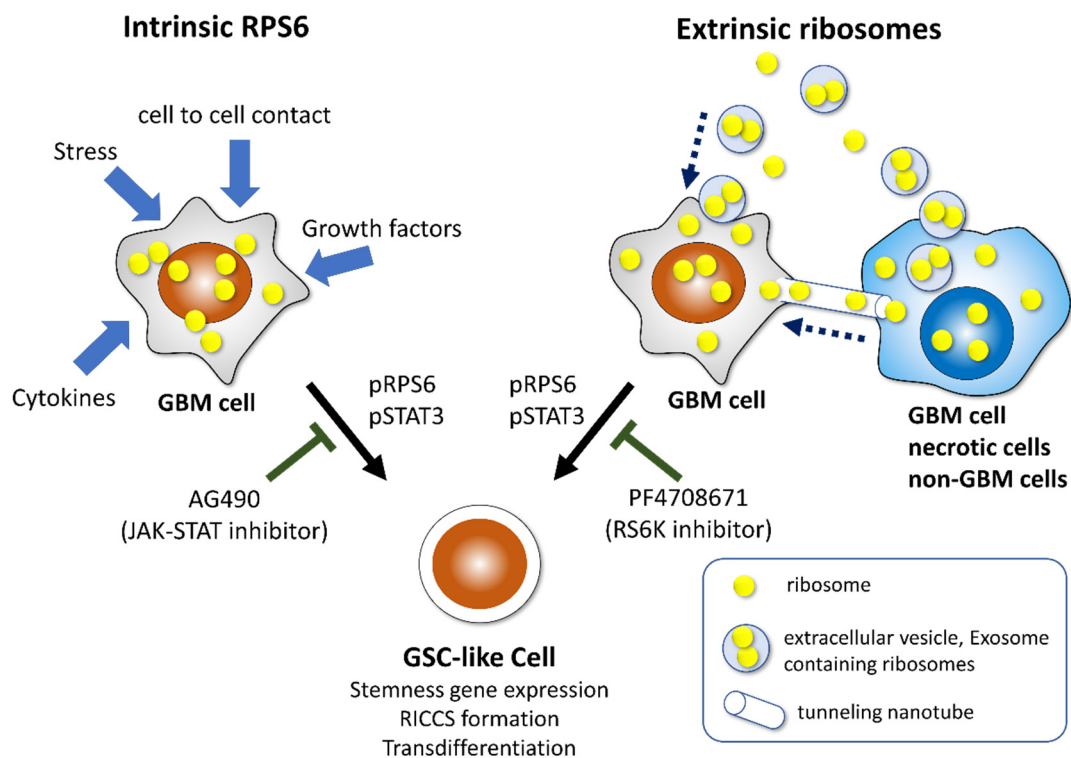 Intrinsic RPS6
cell to cell contact
Stress
Growth factors
Cytokines
GBM cell
pRPS6
pSTAT3
AG490
(JAK-STAT inhibitor)
Extrinsic ribosomes
GBM cell
GBM cell
necrotic cells
non-GBM cells
pRPS6
pSTAT3
PF4708671
(RS6K inhibitor)
GSC-like Cell
Stemness gene expression
RICCS formation
Transdifferentiation
ribosome
extracellular vesicle, Exosome
containing ribosomes
tunneling nanotube